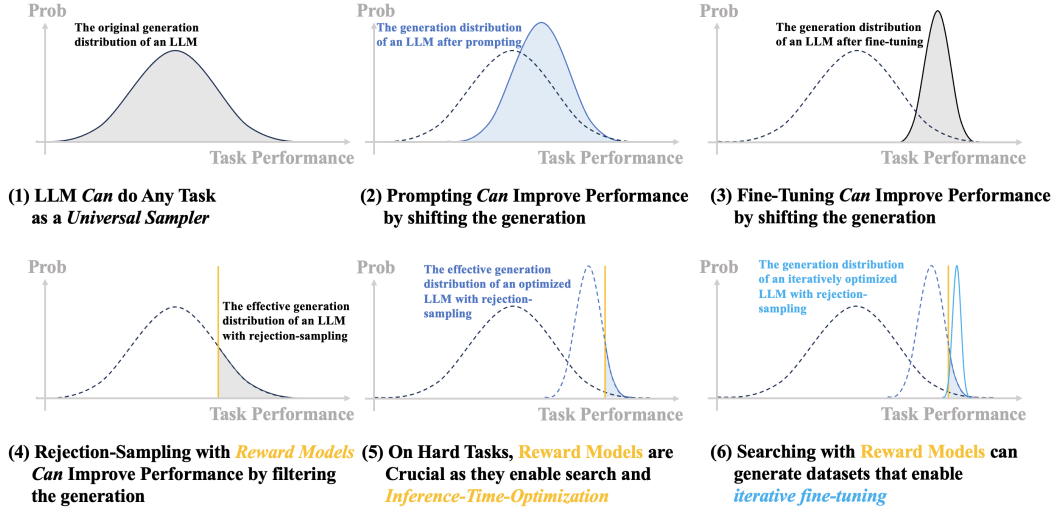 Prob
The original generation
distribution of an LLM
Task Performance
(1) LLM Can do Any Task
as a Universal Sampler
Prob
The generation distribution
of an LLM after prompting
Task Performance
(2) Prompting Can Improve Performance
by shifting the generation
Prob
The generation distribution
of an LLM after fine-tuning
Task Performance
(3) Fine-Tuning Can Improve Performance
by shifting the generation
Prob
The effective generation
distribution of an LLM
with rejection-sampling
Task Performance
(4) Rejection-Sampling with Reward Models
Can Improve Performance by filtering
the generation
Prob
The effective generation
distribution of an optimized
LLM with rejection-
sampling
Task Performance
(5) On Hard Tasks, Reward Models are
Crucial as they enable search and
Inference-Time-Optimization
Prob
The generation distribution
of an iteratively optimized
LLM with rejection-
sampling
Task Performance
(6) Searching with Reward Models can
generate datasets that enable
iterative fine-tuning